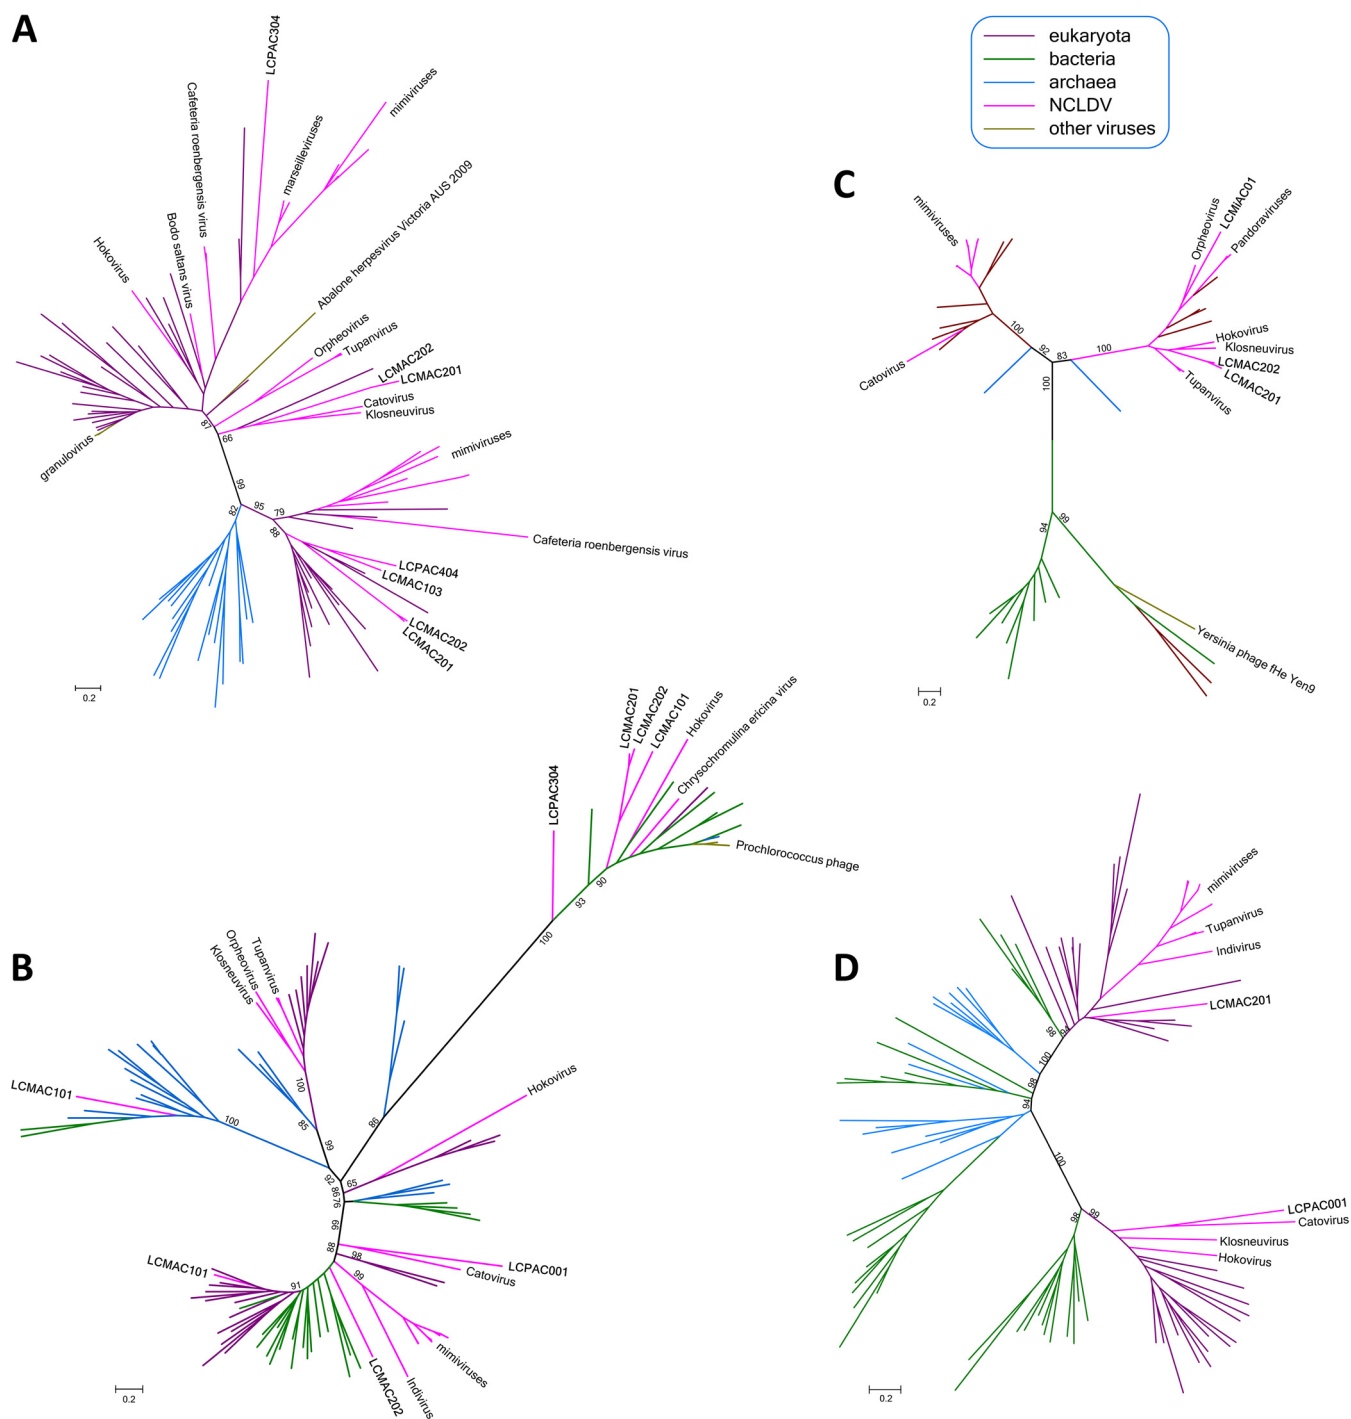 A
LCPAC304
Cafeteria roenbergensis virus
mimiviruses
marseilleviruses
Abalone herpesvirus Victoria AUS 2009
Bodo saltans virus
Hokovirus
Orpheovirus
Tupanvirus
LCMAC202
LCMAC201
Catovirus
Klosneuvirus
granulovirus
87
66
99
mimiviruses
95
79
82
88
Cafeteria roenbergensis virus
LCPAC404
LCMAC103
LCMAC202
LCMAC201
0.2
eukaryota
bacteria
archaea
NCLDV
other viruses
C
mimiviruses
Orpheovirus
LCMiAC01
Pandoraviruses
100
92
83
100
Hokovirus
Klosneuvirus
LCMAC202
LCMAC201
Tupanvirus
Catovirus
100
94
99
Yersinia phage fHe Yen9
0.2
B
LCMAC201
LCMAC202
LCMAC101
Hokovirus
Chrysochromulina ericina virus
LCPAC304
Prochlorococcus phage
90
93
100
Tupanvirus
Orpheovirus
Klosneuvirus
LCMAC101
100
100
85
99
86
Hokovirus
92
65
86
76
99
88
98
LCPAC001
Catovirus
LCMAC101
91
99
mimiviruses
Indivirus
LCMAC202
0.2
D
mimiviruses
Tupanvirus
Indivirus
LCMAC201
98
100
98
94
100
98
99
LCPAC001
Catovirus
Klosneuvirus
Hokovirus
0.2